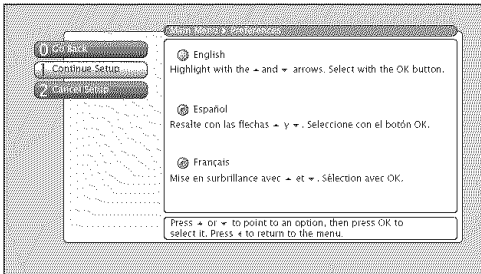 Main Menu ▶ Preferences
0 Go Back
1 Continue Setup
2 Cancel Setup
English
Highlight with the ▲ and ▼ arrows. Select with the OK button.
Español
Resalte con las flechas ▲ y ▼. Seleccione con el botón OK.
Français
Mise en surbrillance avec ▲ et ▼. Sélection avec OK.
Press ▲ or ▼ to point to an option, then press OK to
select it. Press ◀ to return to the menu.